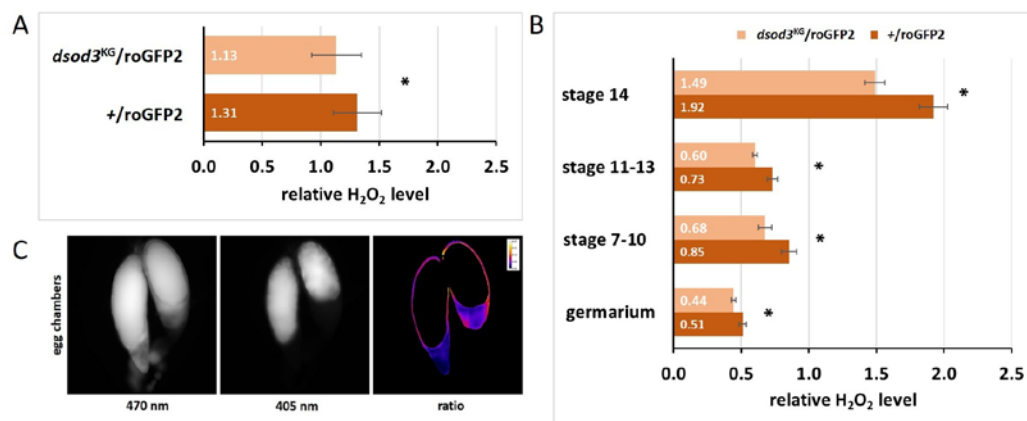 A
dsod3ᴷᴳ/roGFP2
1.13
*
+/roGFP2
1.31
0.0 0.5 1.0 1.5 2.0 2.5
relative H₂O₂ level
B
dsod3ᴷᴳ/roGFP2 +/roGFP2
stage 14
1.49
1.92
*
stage 11-13
0.60
0.73
*
stage 7-10
0.68
0.85
*
germarium
0.44
0.51
*
0.0 0.5 1.0 1.5 2.0 2.5
relative H₂O₂ level
C
egg chambers
470 nm 405 nm ratio